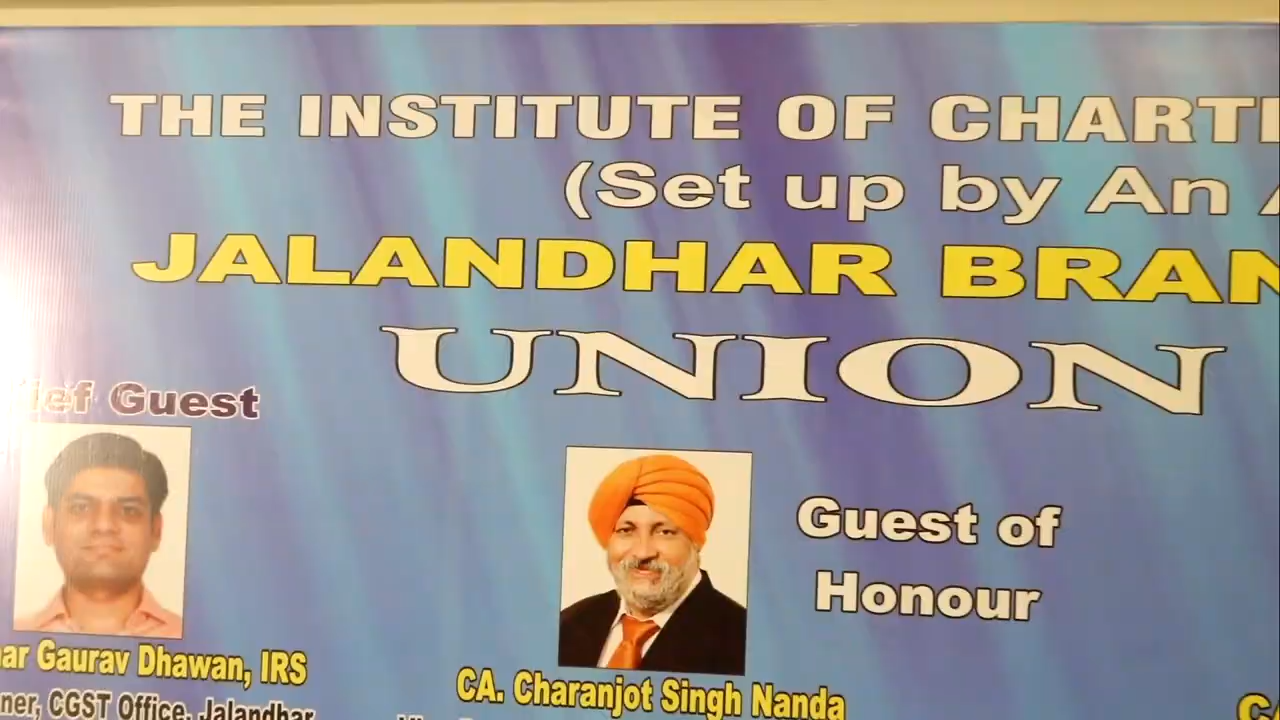 THE INSTITUTE OF CHART
(Set up by An
JALANDHAR BRAN
UNION
Guest
Guest of
Honour
Gaurav Dhawan, IRS
CGST Office, Jalandhar
CA. Charanjot Singh Nanda